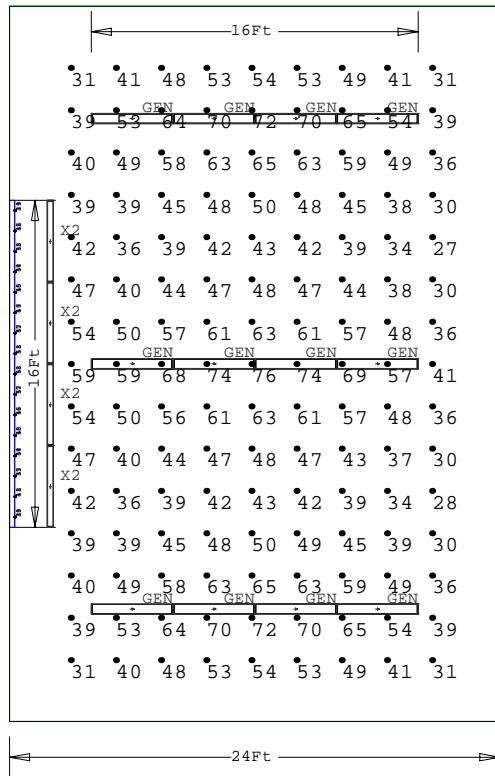 16Ft
31 41 48 53 54 53 49 41 31
GEN GEN GEN GEN
39 53 64 70 72 70 65 54 39
40 49 58 63 65 63 59 49 36
39 39 45 48 50 48 45 38 30
X2
42 36 39 42 43 42 39 34 27
47 40 44 47 48 47 44 38 30
X2
54 50 57 61 63 61 57 48 36
GEN GEN GEN GEN
59 59 68 74 76 74 69 57 41
16Ft
X2
54 50 56 61 63 61 57 48 36
47 40 44 47 48 47 43 37 30
X2
42 36 39 42 43 42 39 34 28
39 39 45 48 50 49 45 39 30
40 49 58 63 65 63 59 49 36
GEN GEN GEN GEN
39 53 64 70 72 70 65 54 39
31 40 48 53 54 53 49 41 31
24Ft